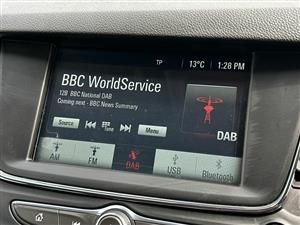 TP 13°C 1:28 PM
BBC WorldService
12B BBC National DAB
Coming next - BBC News Summary
Source Tune Menu
DAB
AM FM DAB USB Bluetooth